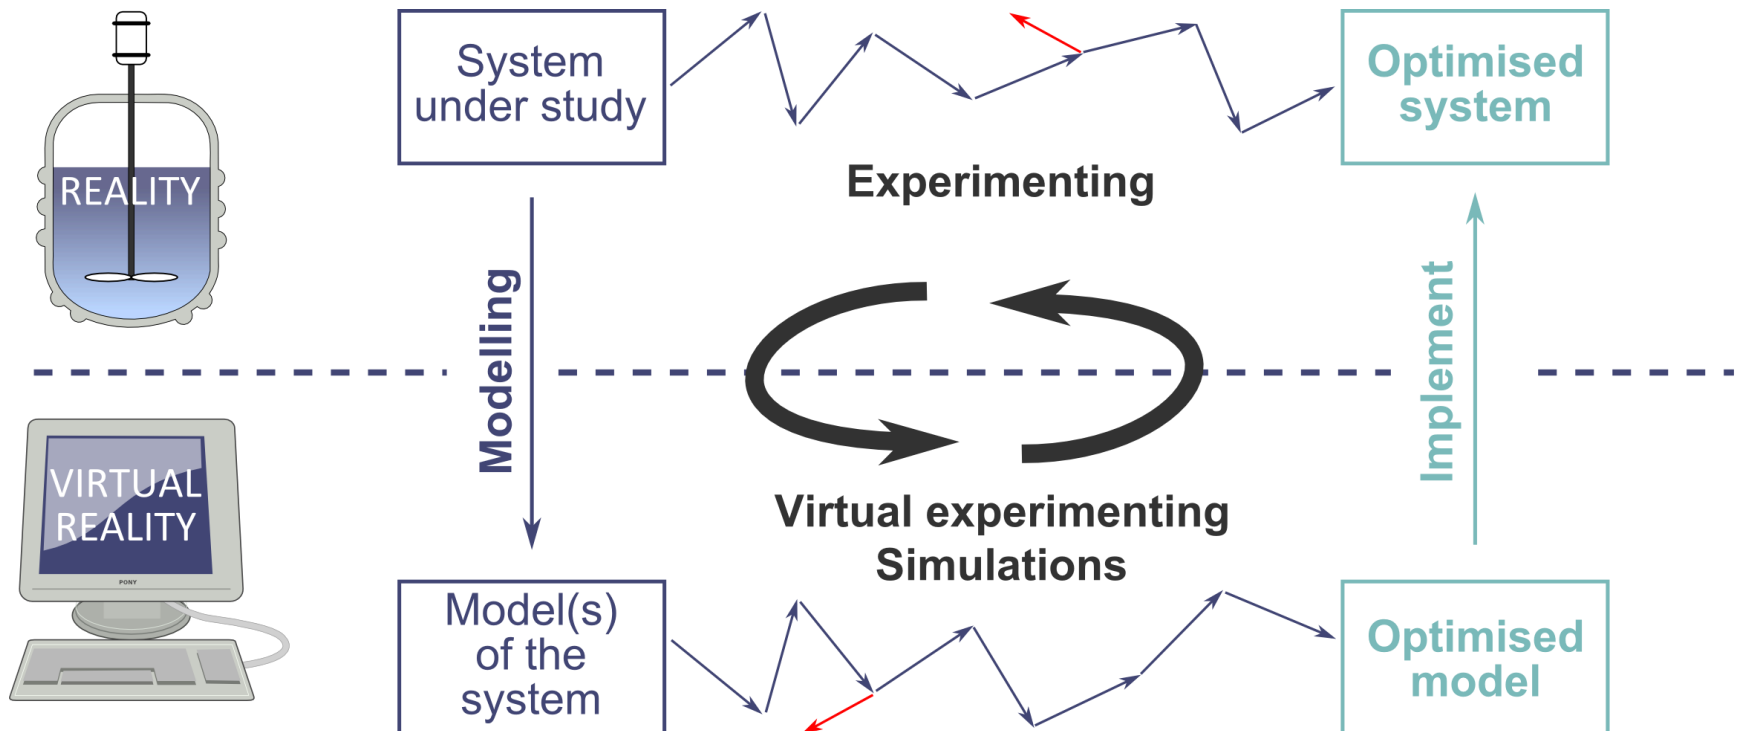 System
under study
Optimised
system
REALITY
Experimenting
Modelling
Implement
VIRTUAL
REALITY
PONY
Virtual experimenting
Simulations
Model(s)
of the
system
Optimised
model